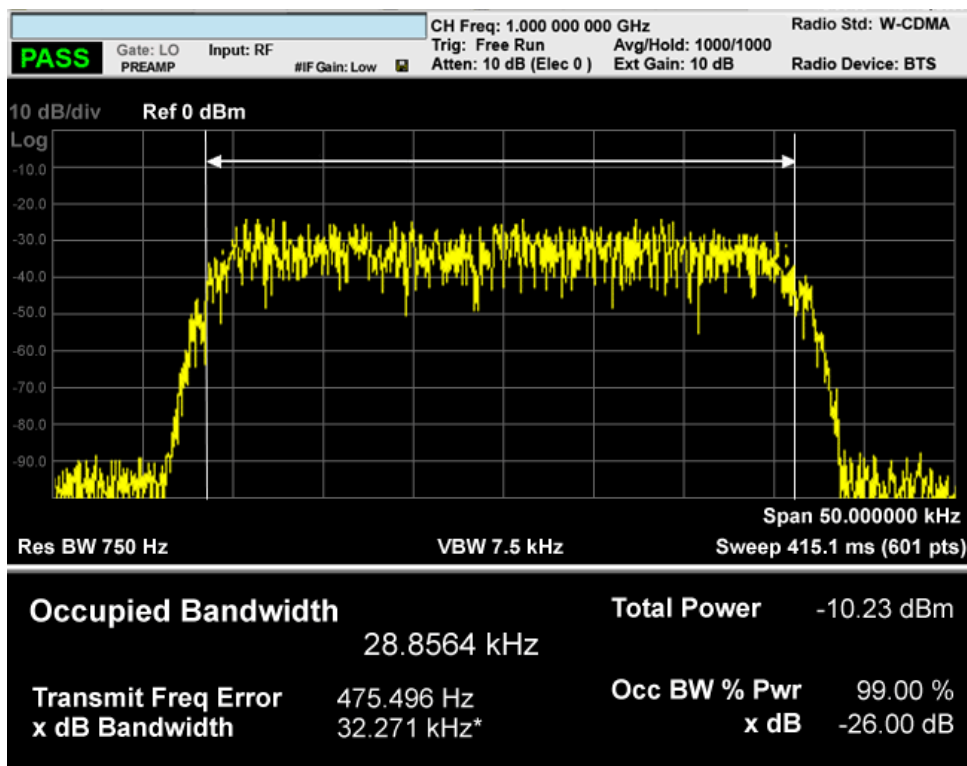 CH Freq: 1.000 000 000 GHz Radio Std: W-CDMA
PASS Gate: LO Input: RF Trig: Free Run Avg/Hold: 1000/1000
PREAMP #IF Gain: Low Atten: 10 dB (Elec 0 ) Ext Gain: 10 dB Radio Device: BTS
10 dB/div Ref 0 dBm
Log
-10.0
-20.0
-30.0
-40.0
-50.0
-60.0
-70.0
-80.0
-90.0
Span 50.000000 kHz
Res BW 750 Hz VBW 7.5 kHz Sweep 415.1 ms (601 pts)
Occupied Bandwidth Total Power -10.23 dBm
28.8564 kHz
Transmit Freq Error 475.496 Hz Occ BW % Pwr 99.00 %
x dB Bandwidth 32.271 kHz* x dB -26.00 dB